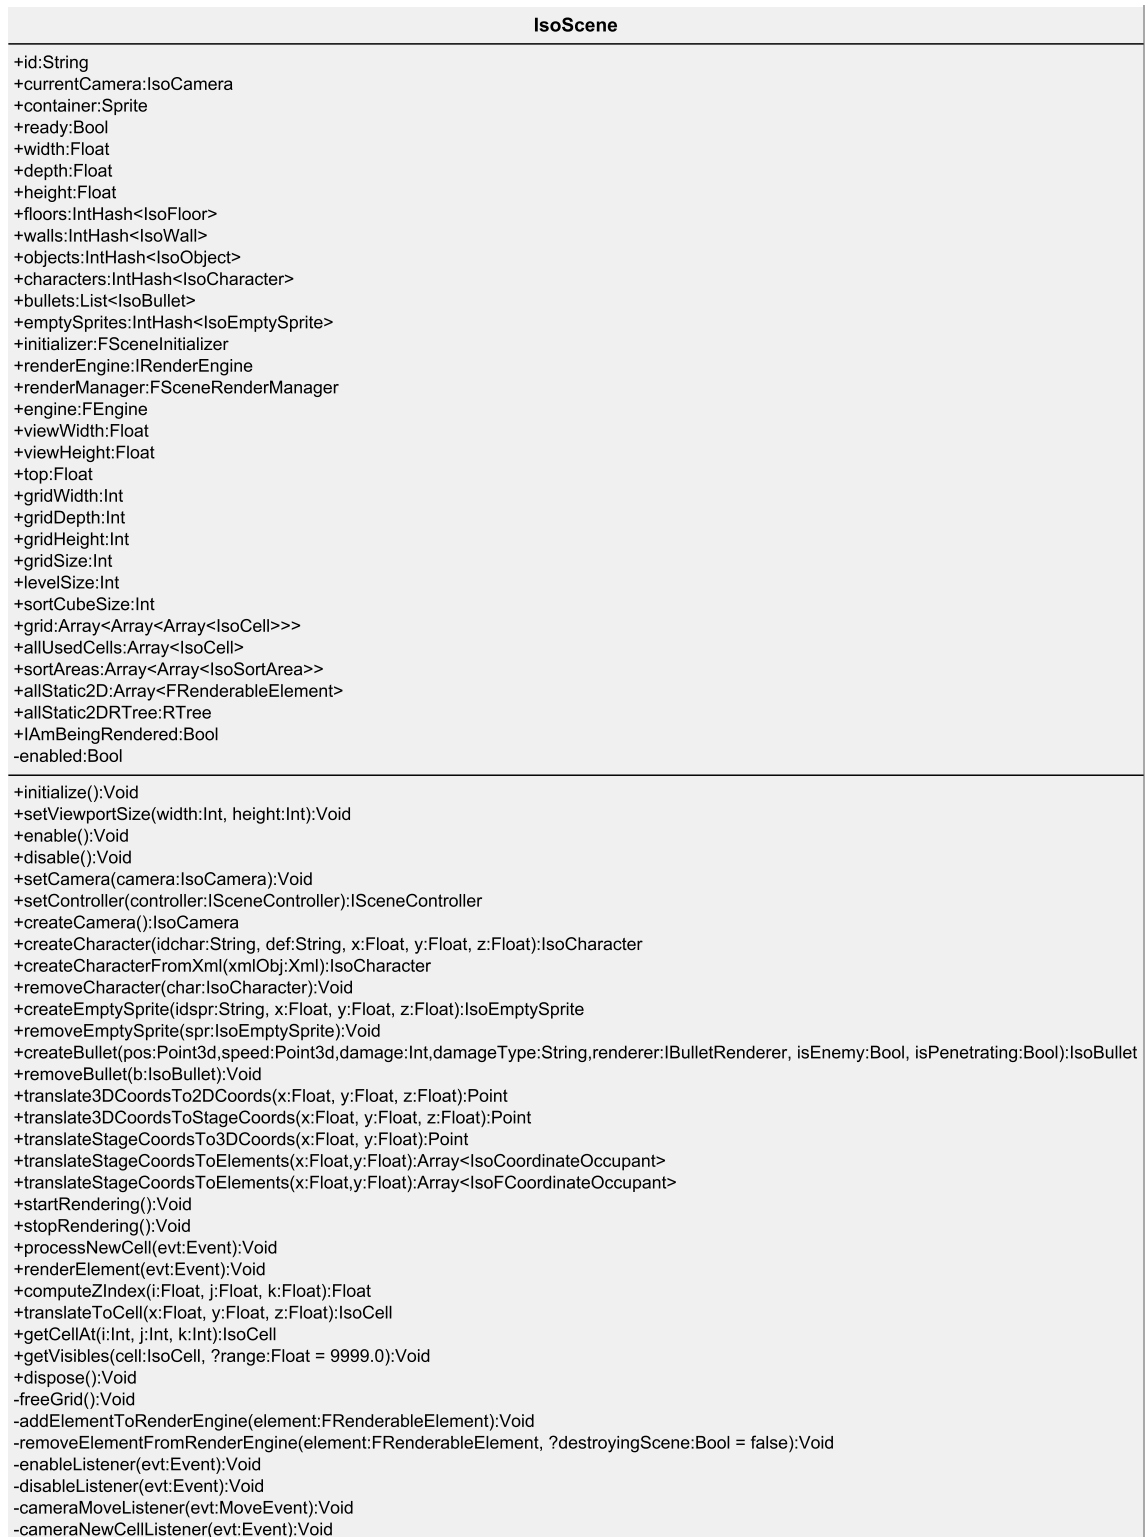 IsoScene
+id:String
+currentCamera:IsoCamera
+container:Sprite
+ready:Bool
+width:Float
+depth:Float
+height:Float
+floors:IntHash<IsoFloor>
+walls:IntHash<IsoWall>
+objects:IntHash<IsoObject>
+characters:IntHash<IsoCharacter>
+bullets:List<IsoBullet>
+emptySprites:IntHash<IsoEmptySprite>
+initializer:FSceneInitializer
+renderEngine:IRenderEngine
+renderManager:FSceneRenderManager
+engine:FEngine
+viewWidth:Float
+viewHeight:Float
+top:Float
+gridWidth:Int
+gridDepth:Int
+gridHeight:Int
+gridSize:Int
+levelSize:Int
+sortCubeSize:Int
+grid:Array<Array<Array<IsoCell>>>
+allUsedCells:Array<IsoCell>
+sortAreas:Array<Array<IsoSortArea>>
+allStatic2D:Array<FRenderableElement>
+allStatic2DRTree:RTree
+IAmBeingRendered:Bool
-enabled:Bool
+initialize():Void
+setViewportSize(width:Int, height:Int):Void
+enable():Void
+disable():Void
+setCamera(camera:IsoCamera):Void
+setController(controller:ISceneController):ISceneController
+createCamera():IsoCamera
+createCharacter(idchar:String, def:String, x:Float, y:Float, z:Float):IsoCharacter
+createCharacterFromXml(xmlObj:Xml):IsoCharacter
+removeCharacter(char:IsoCharacter):Void
+createEmptySprite(idspr:String, x:Float, y:Float, z:Float):IsoEmptySprite
+removeEmptySprite(spr:IsoEmptySprite):Void
+createBullet(pos:Point3d,speed:Point3d,damage:Int,damageType:String,renderer:IBulletRenderer, isEnemy:Bool, isPenetrating:Bool):IsoBullet
+removeBullet(b:IsoBullet):Void
+translate3DCoordsTo2DCoords(x:Float, y:Float, z:Float):Point
+translate3DCoordsToStageCoords(x:Float, y:Float, z:Float):Point
+translateStageCoordsTo3DCoords(x:Float, y:Float):Point
+translateStageCoordsToElements(x:Float,y:Float):Array<IsoCoordinateOccupant>
+translateStageCoordsToElements(x:Float,y:Float):Array<IsoFCoordinateOccupant>
+startRendering():Void
+stopRendering():Void
+processNewCell(evt:Event):Void
+renderElement(evt:Event):Void
+computeZIndex(i:Float, j:Float, k:Float):Float
+translateToCell(x:Float, y:Float, z:Float):IsoCell
+getCellAt(i:Int, j:Int, k:Int):IsoCell
+getVisibles(cell:IsoCell, ?range:Float = 9999.0):Void
+dispose():Void
-freeGrid():Void
-addElementToRenderEngine(element:FRenderableElement):Void
-removeElementFromRenderEngine(element:FRenderableElement, ?destroyingScene:Bool = false):Void
-enableListener(evt:Event):Void
-disableListener(evt:Event):Void
-cameraMoveListener(evt:MoveEvent):Void
-cameraNewCellListener(evt:Event):Void